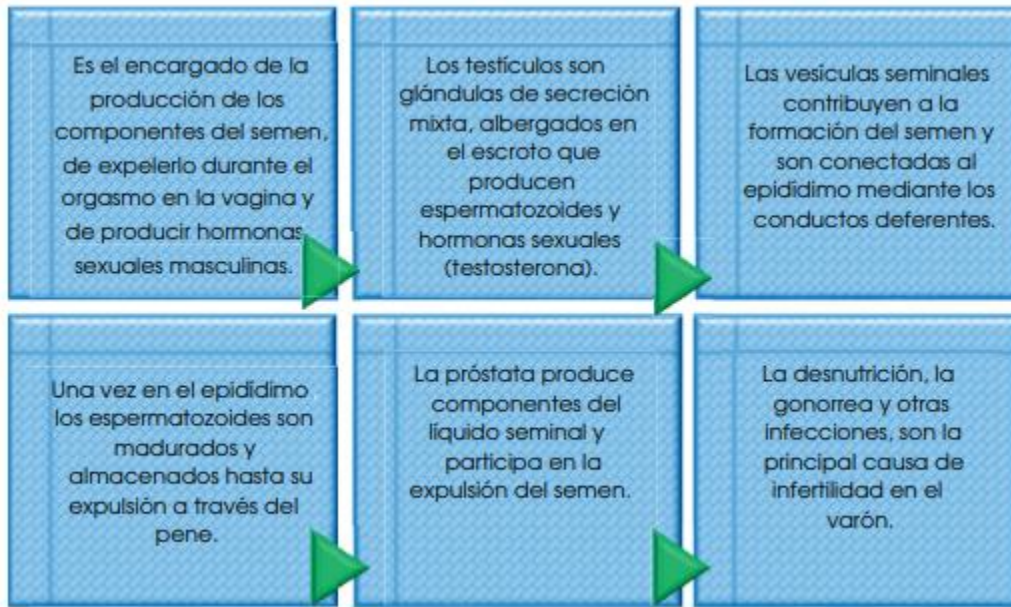 Es el encargado de la
producción de los
componentes del semen,
de expelerlo durante el
orgasmo en la vagina y
de producir hormonas
sexuales masculinas.
Los testículos son
glándulas de secreción
mixta, albergados en
el escroto que
producen
espermatozoides y
hormonas sexuales
(testosterona).
Las vesículas seminales
contribuyen a la
formación del semen y
son conectadas al
epidídimo mediante los
conductos deferentes.
Una vez en el epidídimo
los espermatozoides son
madurados y
almacenados hasta su
expulsión a través del
pene.
La próstata produce
componentes del
líquido seminal y
participa en la
expulsión del semen.
La desnutrición, la
gonorrea y otras
infecciones, son la
principal causa de
infertilidad en el
varón.